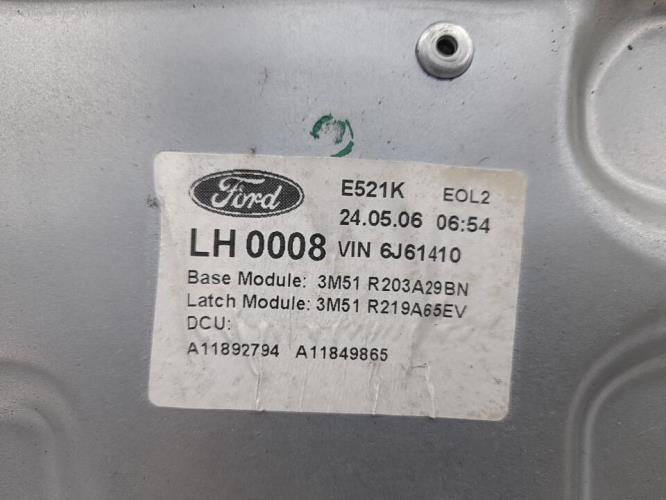 Ford E521K EOL2
24.05.06 06:54
LH 0008 VIN 6J61410
Base Module: 3M51 R203A29BN
Latch Module: 3M51 R219A65EV
DCU:
A11892794 A11849865